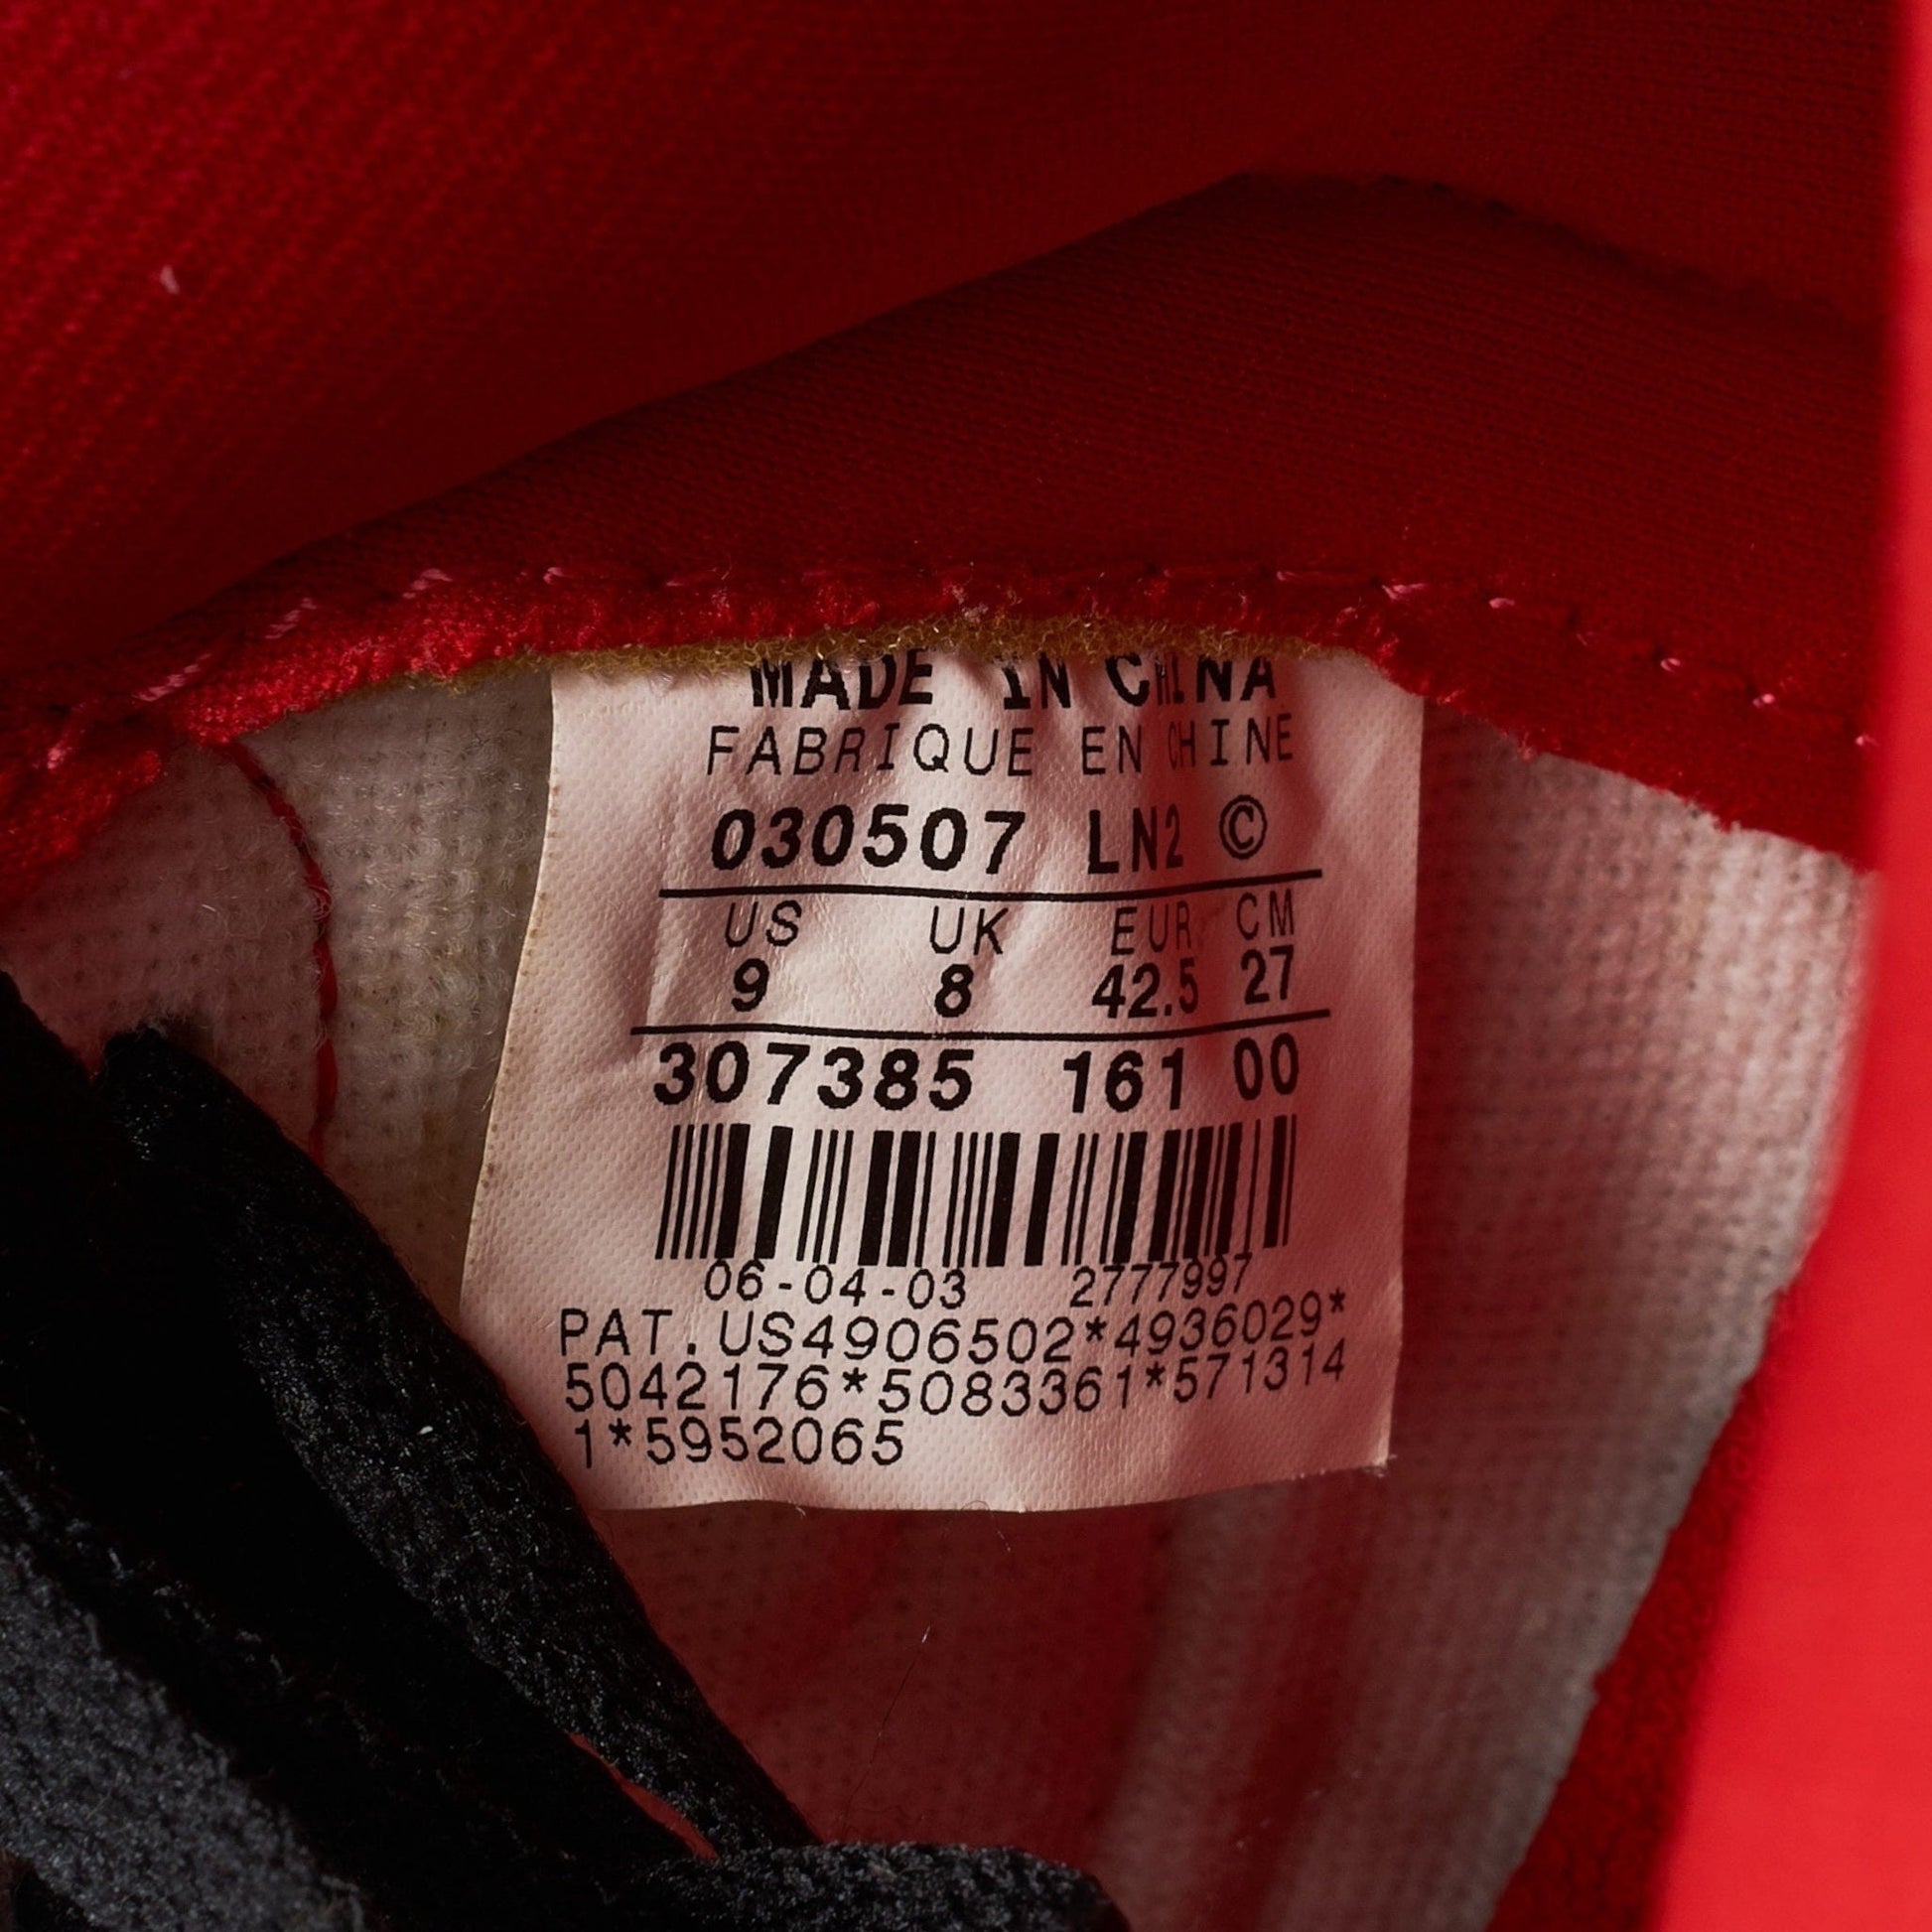 MADE IN CHINA
FABRIQUE EN CHINE
030507 LN2 ©
US UK EUR CM
9 8 42.5 27
307385 161 00
06-04-03 2777997
PAT.US4906502*4936029*
5042176*5083361*571314
1*5952065